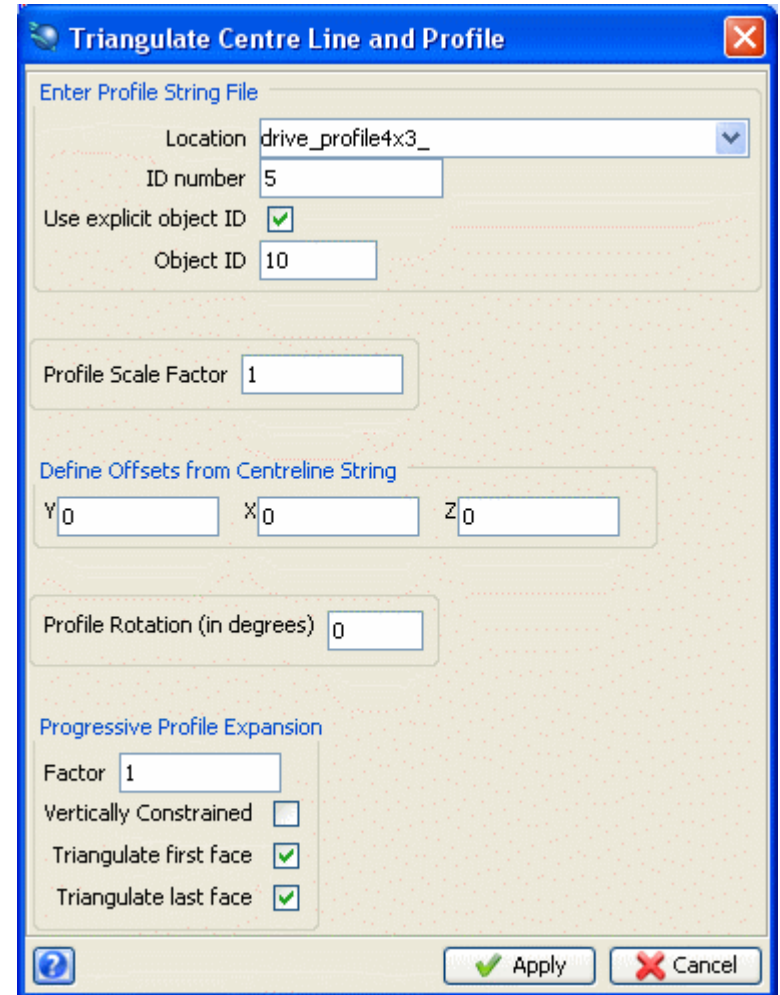 Triangulate Centre Line and Profile
Enter Profile String File
Location drive_profile4x3_
ID number 5
Use explicit object ID
Object ID 10
Profile Scale Factor 1
Define Offsets from Centreline String
Y 0 X 0 Z 0
Profile Rotation (in degrees) 0
Progressive Profile Expansion
Factor 1
Vertically Constrained
Triangulate first face
Triangulate last face
? Apply Cancel